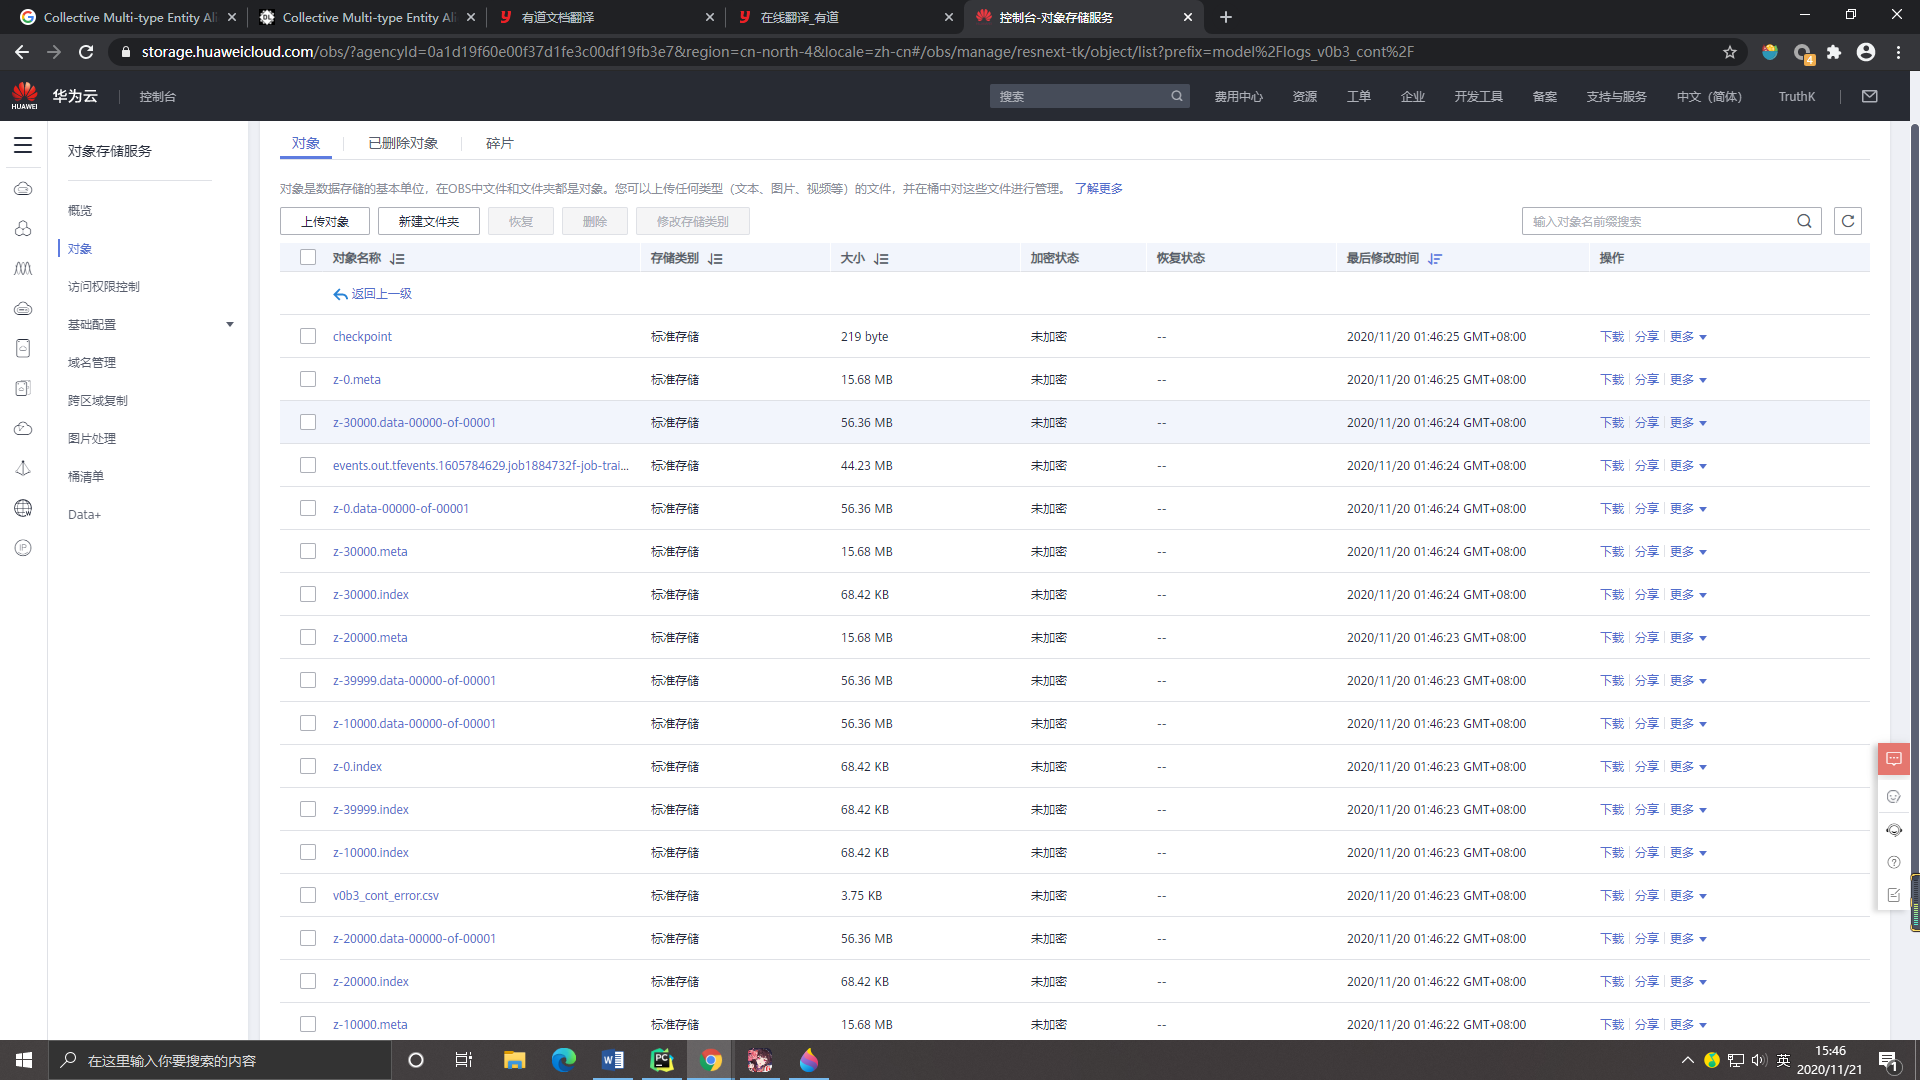 Collective Multi-type Entity Ali
Collective Multi-type Entity Ali
有道文档翻译
在线翻译_有道
控制台-对象存储服务
storage.huaweicloud.com/obs/?agencyId=0a1d19f60e00f37d1fe3c00df19fb3e7&region=cn-north-4&locale=zh-cn#/obs/manage/resnext-tk/object/list?prefix=model%2Flogs_v0b3_cont%2F
4
HUAWEI 华为云 控制台 搜索 费用中心 资源 工单 企业 开发工具 备案 支持与服务 中文（简体） TruthK
对象存储服务
概览
对象
访问权限控制
基础配置
域名管理
跨区域复制
图片处理
桶清单
Data+
对象 已删除对象 碎片
对象是数据存储的基本单位，在OBS中文件和文件夹都是对象。您可以上传任何类型（文本、图片、视频等）的文件，并在桶中对这些文件进行管理。 了解更多
上传对象 新建文件夹 恢复 删除 修改存储类别 输入对象名前缀搜索
对象名称 存储类别 大小 加密状态 恢复状态 最后修改时间 操作
返回上一级
checkpoint 标准存储 219 byte 未加密 -- 2020/11/20 01:46:25 GMT+08:00 下载 分享 更多
z-0.meta 标准存储 15.68 MB 未加密 -- 2020/11/20 01:46:25 GMT+08:00 下载 分享 更多
z-30000.data-00000-of-00001 标准存储 56.36 MB 未加密 -- 2020/11/20 01:46:24 GMT+08:00 下载 分享 更多
events.out.tfevents.1605784629.job1884732f-job-trai... 标准存储 44.23 MB 未加密 -- 2020/11/20 01:46:24 GMT+08:00 下载 分享 更多
z-0.data-00000-of-00001 标准存储 56.36 MB 未加密 -- 2020/11/20 01:46:24 GMT+08:00 下载 分享 更多
z-30000.meta 标准存储 15.68 MB 未加密 -- 2020/11/20 01:46:24 GMT+08:00 下载 分享 更多
z-30000.index 标准存储 68.42 KB 未加密 -- 2020/11/20 01:46:24 GMT+08:00 下载 分享 更多
z-20000.meta 标准存储 15.68 MB 未加密 -- 2020/11/20 01:46:23 GMT+08:00 下载 分享 更多
z-39999.data-00000-of-00001 标准存储 56.36 MB 未加密 -- 2020/11/20 01:46:23 GMT+08:00 下载 分享 更多
z-10000.data-00000-of-00001 标准存储 56.36 MB 未加密 -- 2020/11/20 01:46:23 GMT+08:00 下载 分享 更多
z-0.index 标准存储 68.42 KB 未加密 -- 2020/11/20 01:46:23 GMT+08:00 下载 分享 更多
z-39999.index 标准存储 68.42 KB 未加密 -- 2020/11/20 01:46:23 GMT+08:00 下载 分享 更多
z-10000.index 标准存储 68.42 KB 未加密 -- 2020/11/20 01:46:23 GMT+08:00 下载 分享 更多
v0b3_cont_error.csv 标准存储 3.75 KB 未加密 -- 2020/11/20 01:46:23 GMT+08:00 下载 分享 更多
z-20000.data-00000-of-00001 标准存储 56.36 MB 未加密 -- 2020/11/20 01:46:22 GMT+08:00 下载 分享 更多
z-20000.index 标准存储 68.42 KB 未加密 -- 2020/11/20 01:46:22 GMT+08:00 下载 分享 更多
z-10000.meta 标准存储 15.68 MB 未加密 -- 2020/11/20 01:46:22 GMT+08:00 下载 分享 更多
在这里输入你要搜索的内容
英
15:46
2020/11/21
1